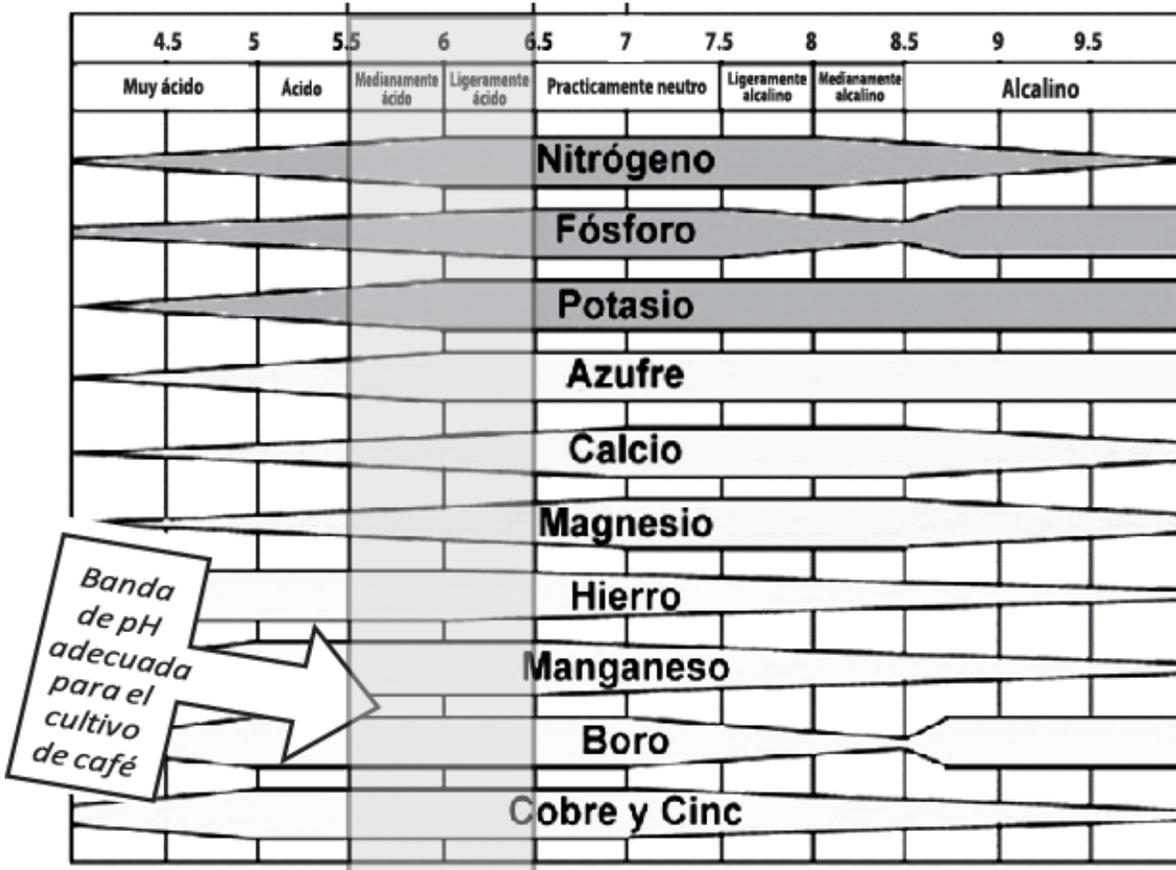 4.5 5 5.5 6 6.5 7 7.5 8 8.5 9 9.5
Muy ácido Ácido Medianamente ácido Ligeramente ácido Practicamente neutro Ligeramente alcalino Medianamente alcalino Alcalino
Nitrógeno
Fósforo
Potasio
Azufre
Calcio
Magnesio
Hierro
Manganeso
Boro
Cobre y Cinc
Banda
de pH
adecuada
para el
cultivo
de café